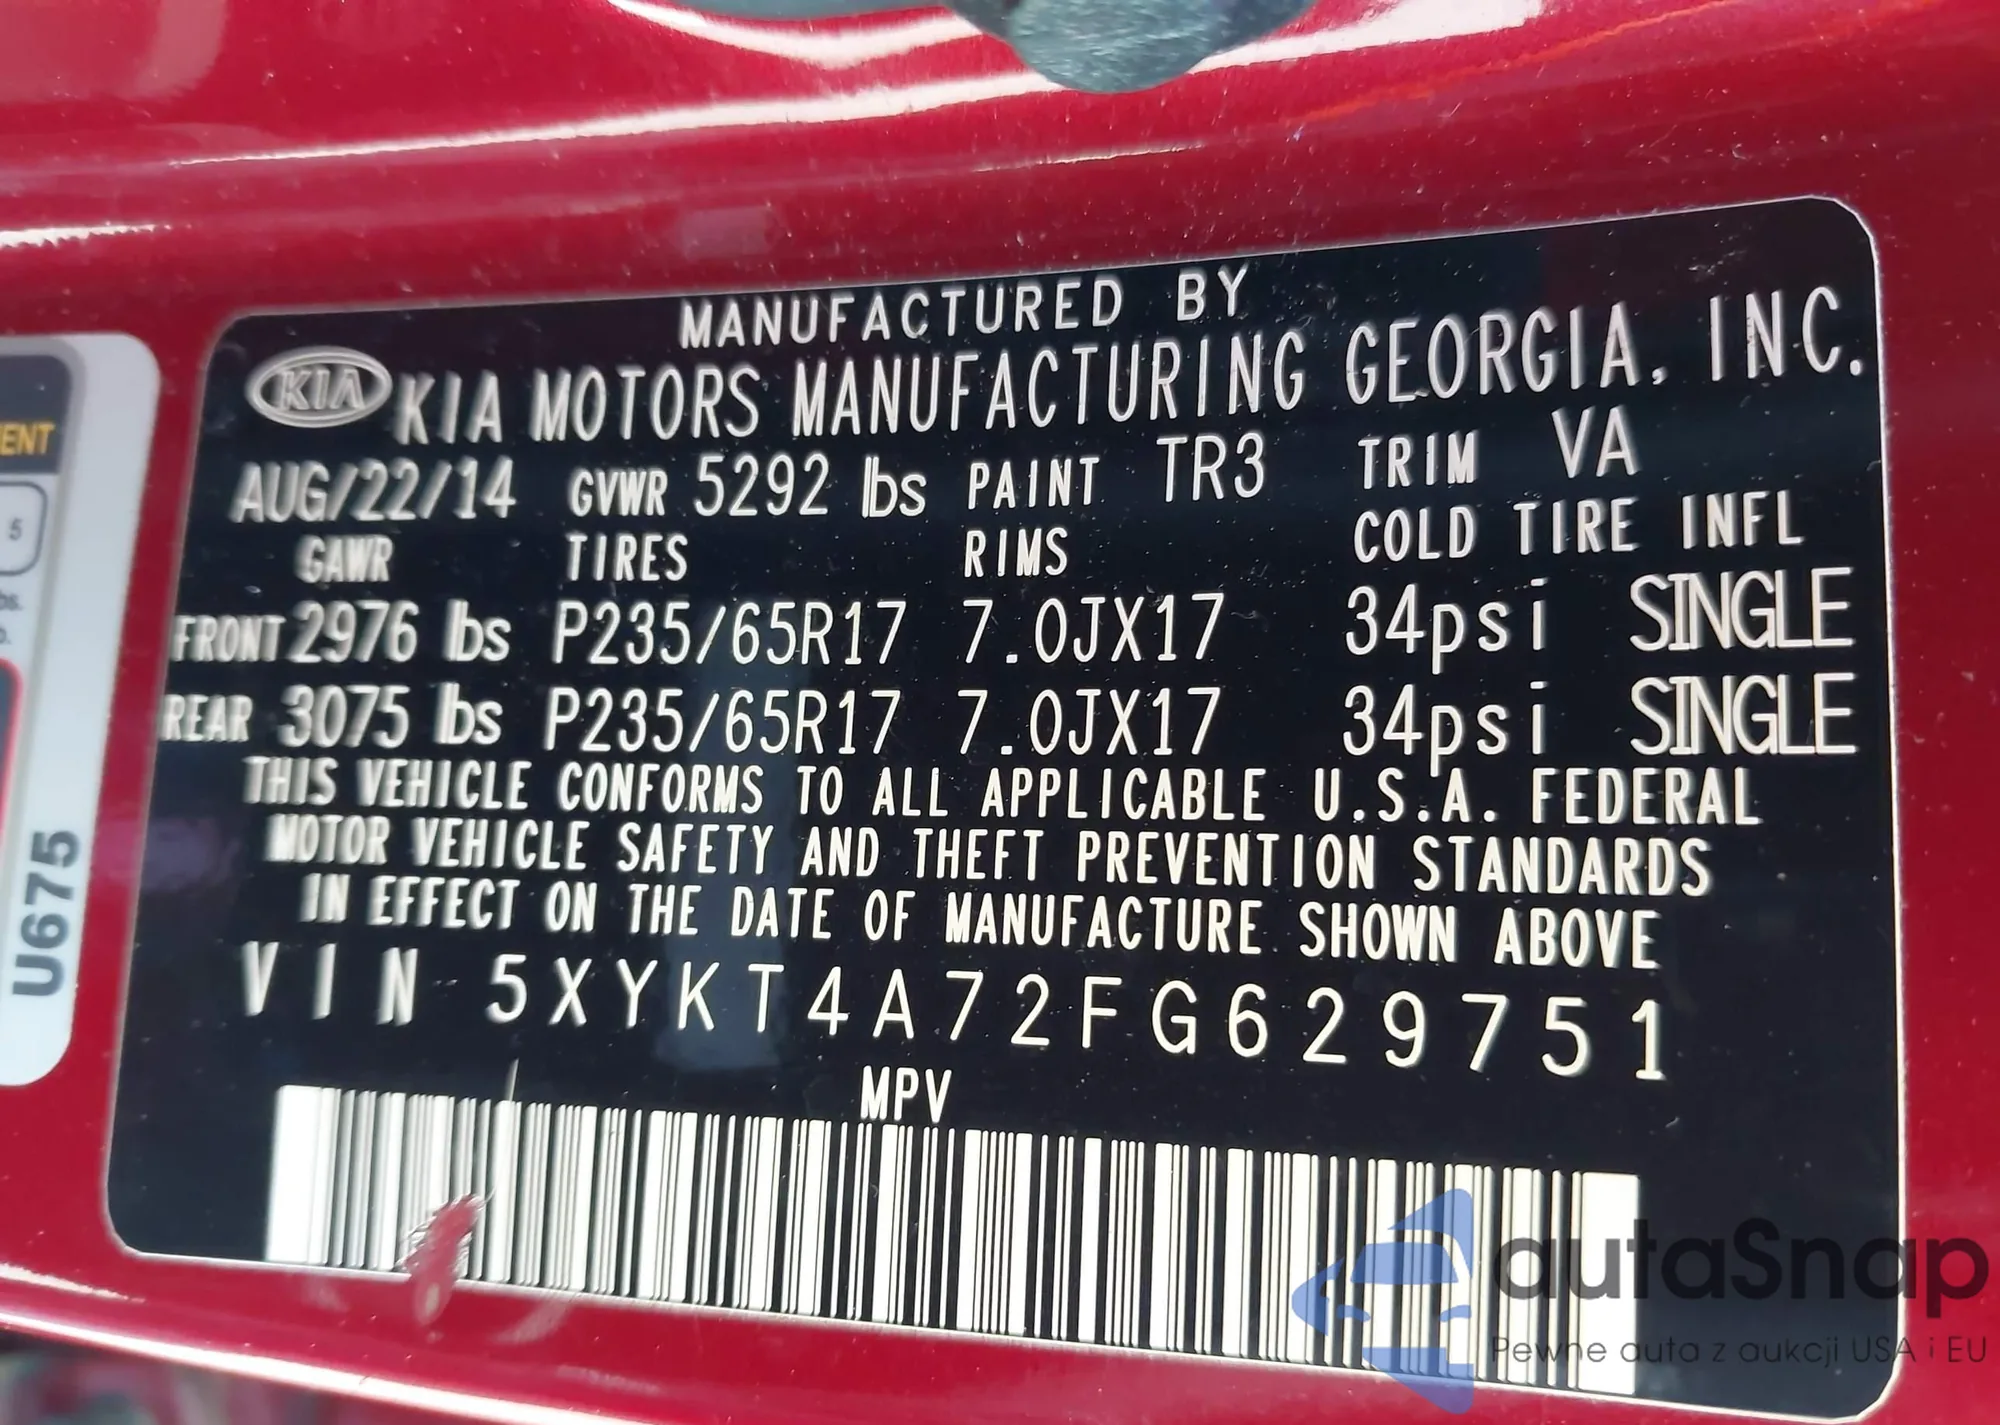 MANUFACTURED BY
KIA KIA MOTORS MANUFACTURING GEORGIA, INC.
AUG/22/14 GVWR 5292 lbs PAINT TR3 TRIM VA
GAWR TIRES RIMS COLD TIRE INFL
FRONT 2976 lbs P235/65R17 7.0JX17 34psi SINGLE
REAR 3075 lbs P235/65R17 7.0JX17 34psi SINGLE
THIS VEHICLE CONFORMS TO ALL APPLICABLE U.S.A. FEDERAL
MOTOR VEHICLE SAFETY AND THEFT PREVENTION STANDARDS
IN EFFECT ON THE DATE OF MANUFACTURE SHOWN ABOVE
VIN 5XYKT4A72FG629751
MPV
ENT
5
U675
autaSnap
Pewne auta z aukcji USA i EU